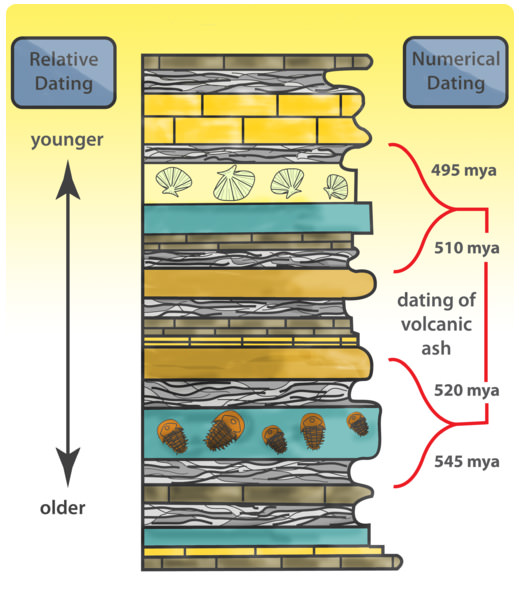 Relative
Dating
Numerical
Dating
younger
495 mya
510 mya
dating of
volcanic
ash
520 mya
545 mya
older